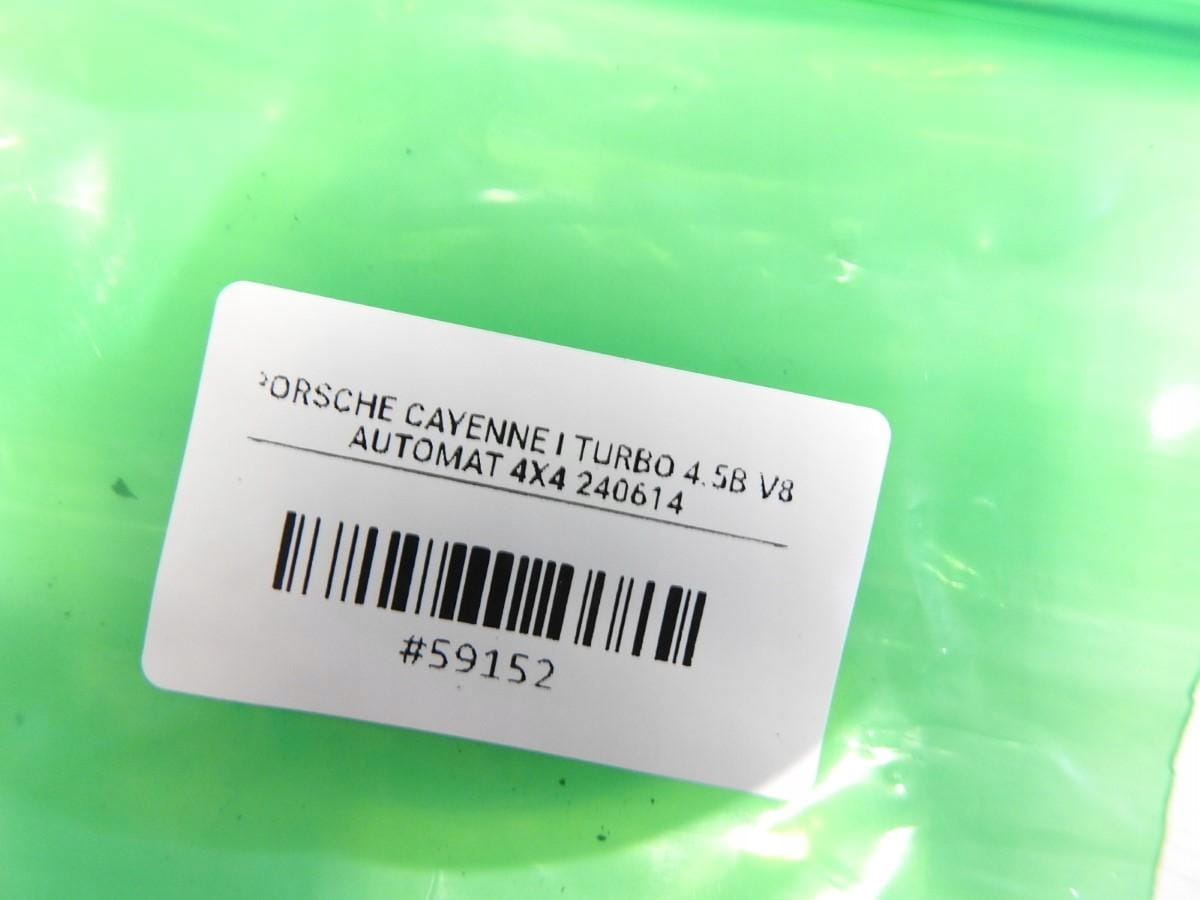 PORSCHE CAYENNE I TURBO 4.5B V8
AUTOMAT 4X4 240614
#59152